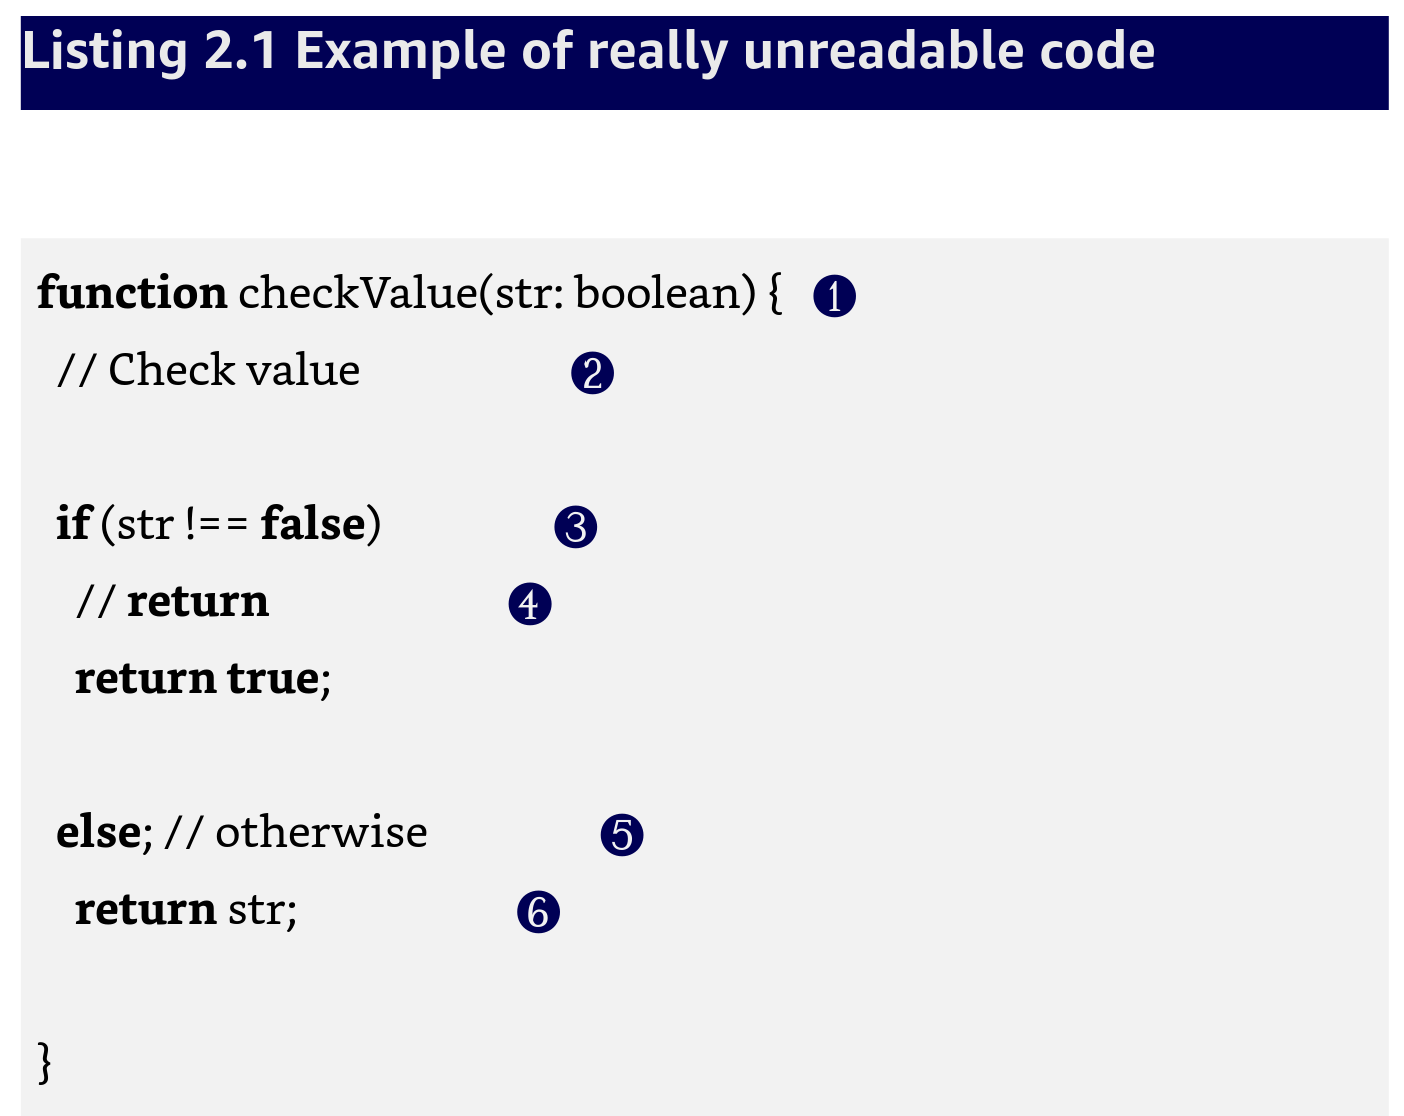 Listing 2.1 Example of really unreadable code
function checkValue(str: boolean) { ❶
// Check value ❷
if (str !== false) ❸
// return ❹
return true;
else; // otherwise ❺
return str; ❻
}